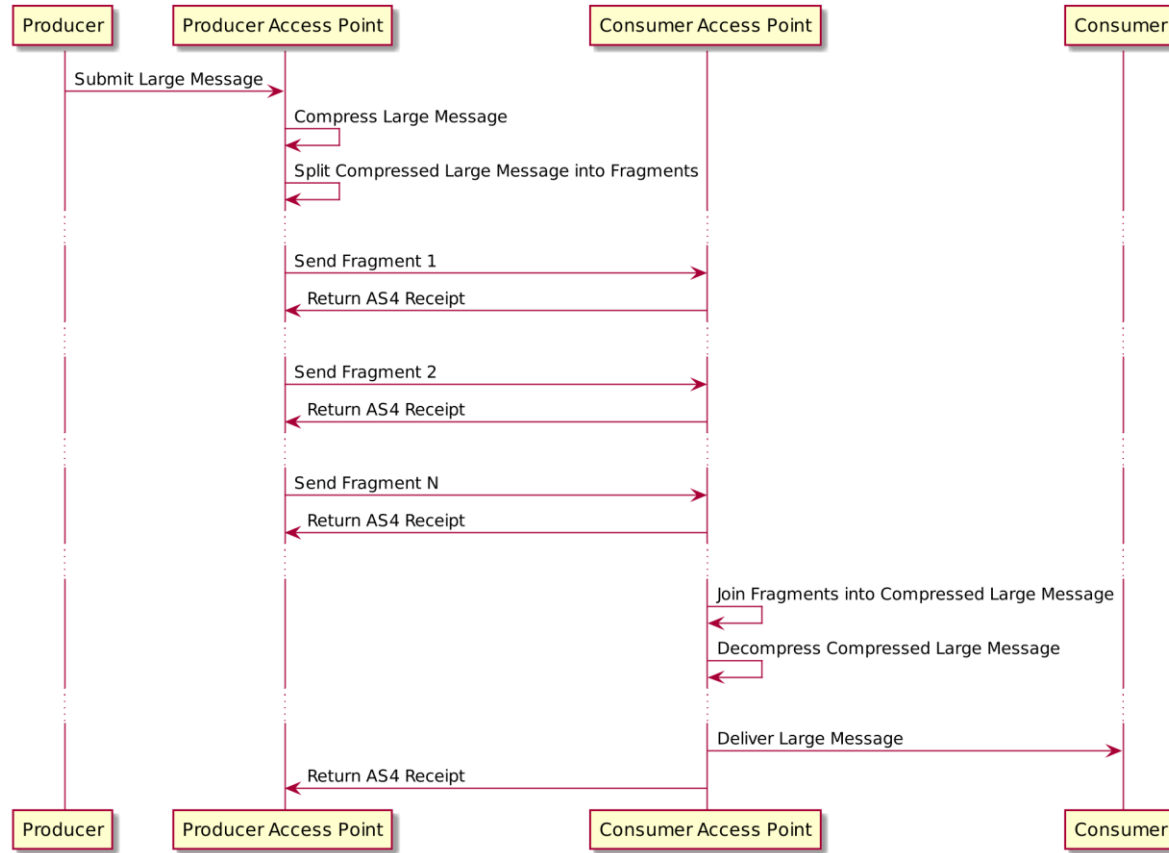 Producer
Producer Access Point
Consumer Access Point
Consumer
Submit Large Message
Compress Large Message
Split Compressed Large Message into Fragments
Send Fragment 1
Return AS4 Receipt
Send Fragment 2
Return AS4 Receipt
Send Fragment N
Return AS4 Receipt
Join Fragments into Compressed Large Message
Decompress Compressed Large Message
Deliver Large Message
Return AS4 Receipt
Producer
Producer Access Point
Consumer Access Point
Consumer